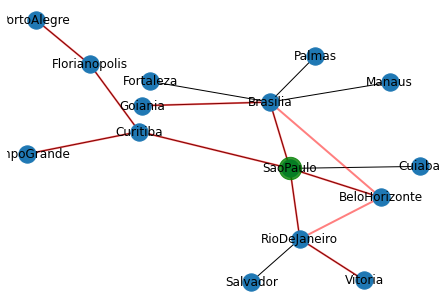 ortoAlegre
Florianopolis
Palmas
Fortaleza
Manaus
Goiania
Brasilia
Curitiba
mpoGrande
SaoPaulo
Cuiaba
BeloHorizonte
RioDeJaneiro
Salvador
Vitoria